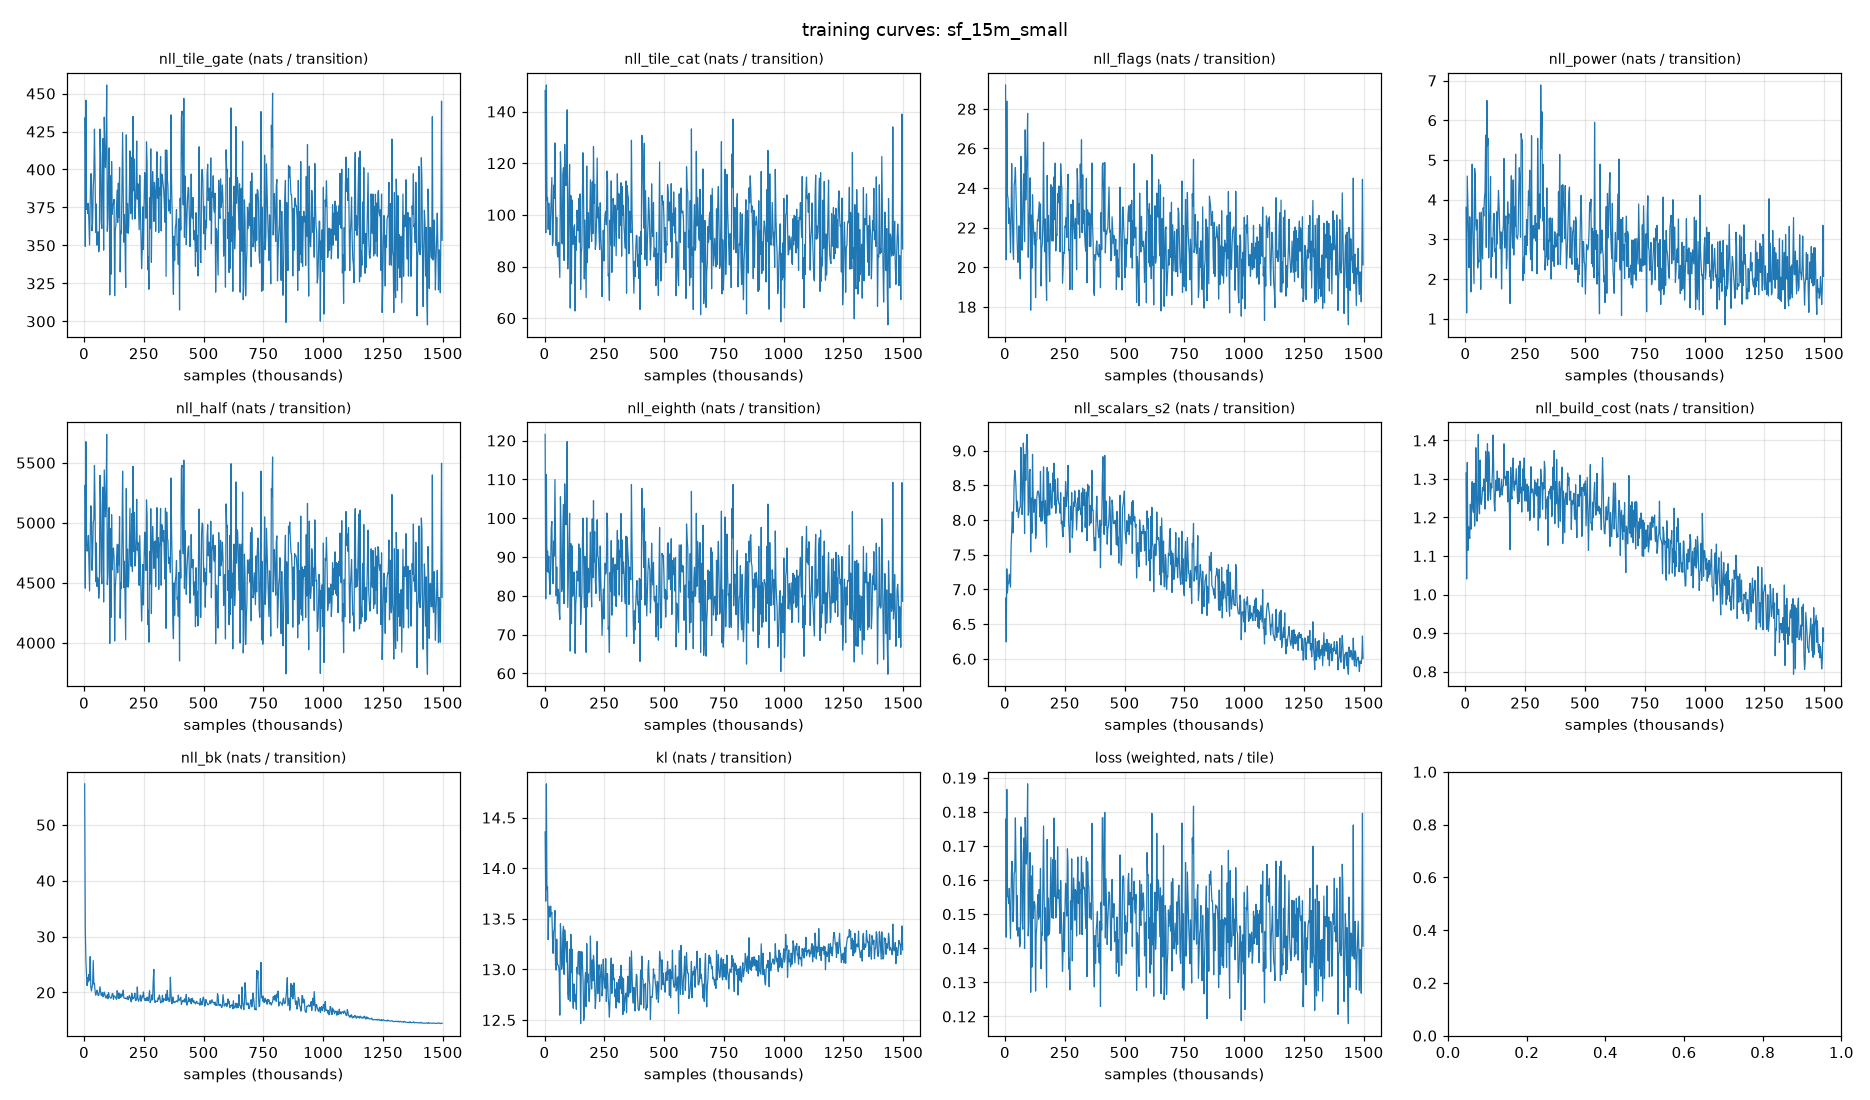 training curves: sf_15m_small
nll_tile_gate (nats / transition)
nll_tile_cat (nats / transition)
nll_flags (nats / transition)
nll_power (nats / transition)
450
425
400
375
350
325
300
0 250 500 750 1000 1250 1500
samples (thousands)
140
120
100
80
60
0 250 500 750 1000 1250 1500
samples (thousands)
28
26
24
22
20
18
0 250 500 750 1000 1250 1500
samples (thousands)
7
6
5
4
3
2
1
0 250 500 750 1000 1250 1500
samples (thousands)
nll_half (nats / transition)
nll_eighth (nats / transition)
nll_scalars_s2 (nats / transition)
nll_build_cost (nats / transition)
5500
5000
4500
4000
0 250 500 750 1000 1250 1500
samples (thousands)
120
110
100
90
80
70
60
0 250 500 750 1000 1250 1500
samples (thousands)
9.0
8.5
8.0
7.5
7.0
6.5
6.0
0 250 500 750 1000 1250 1500
samples (thousands)
1.4
1.3
1.2
1.1
1.0
0.9
0.8
0 250 500 750 1000 1250 1500
samples (thousands)
nll_bk (nats / transition)
kl (nats / transition)
loss (weighted, nats / tile)
50
40
30
20
0 250 500 750 1000 1250 1500
samples (thousands)
14.5
14.0
13.5
13.0
12.5
0 250 500 750 1000 1250 1500
samples (thousands)
0.19
0.18
0.17
0.16
0.15
0.14
0.13
0.12
0 250 500 750 1000 1250 1500
samples (thousands)
1.0
0.8
0.6
0.4
0.2
0.0
0.0 0.2 0.4 0.6 0.8 1.0